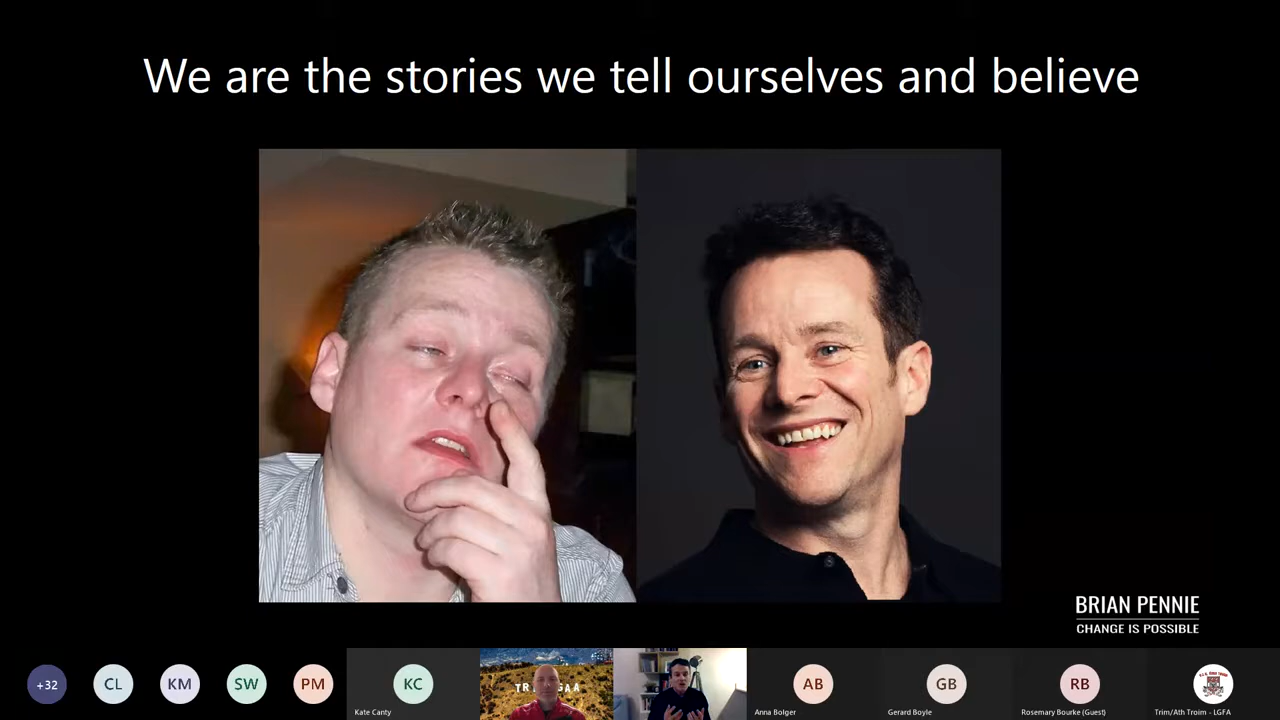 We are the stories we tell ourselves and believe
BRIAN PENNIE
CHANGE IS POSSIBLE
+32
CL
KM
SW
PM
KC
Kate Canty
AB
Anna Bolger
GB
Gerard Boyle
RB
Rosemary Bourke (Guest)
Trim/Ath Troim - LGFA